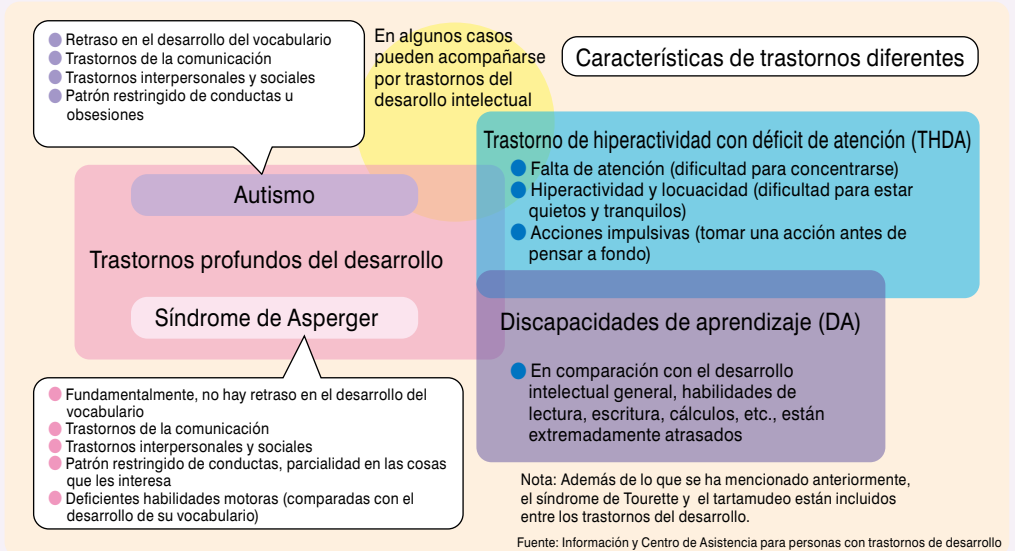 Retraso en el desarrollo del vocabulario
Trastornos de la comunicación
Trastornos interpersonales y sociales
Patrón restringido de conductas u
obsesiones
En algunos casos
pueden acompañarse
por trastornos del
desarollo intelectual
Características de trastornos diferentes
Autismo
Trastornos profundos del desarrollo
Síndrome de Asperger
Trastorno de hiperactividad con déficit de atención (THDA)
Falta de atención (dificultad para concentrarse)
Hiperactividad y locuacidad (dificultad para estar
quietos y tranquilos)
Acciones impulsivas (tomar una acción antes de
pensar a fondo)
Discapacidades de aprendizaje (DA)
En comparación con el desarrollo
intelectual general, habilidades de
lectura, escritura, cálculos, etc., están
extremadamente atrasados
Fundamentalmente, no hay retraso en el desarrollo del
vocabulario
Trastornos de la comunicación
Trastornos interpersonales y sociales
Patrón restringido de conductas, parcialidad en las cosas
que les interesa
Deficientes habilidades motoras (comparadas con el
desarrollo de su vocabulario)
Nota: Además de lo que se ha mencionado anteriormente,
el síndrome de Tourette y el tartamudeo están incluidos
entre los trastornos del desarrollo.
Fuente: Información y Centro de Asistencia para personas con trastornos de desarrollo